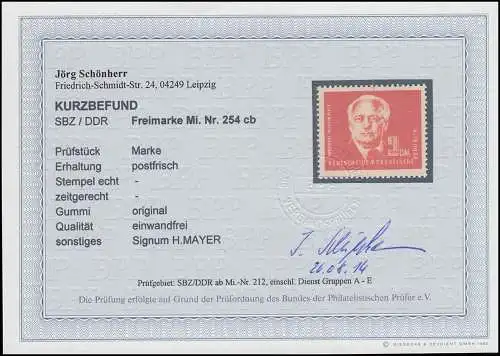 Jörg Schönherr
Friedrich-Schmidt-Str. 24, 04249 Leipzig
KURZBEFUND
SBZ / DDR Freimarke Mi. Nr. 254 cb
Prüfstück Marke
Erhaltung postfrisch
Stempel echt -
zeitgerecht -
Gummi original
Qualität einwandfrei
sonstiges Signum H.MAYER
20.08.14
Prüfgebiet: SBZ/DDR ab Mi.-Nr. 212, einschl. Dienst Gruppen A - E
Die Prüfung erfolgte auf Grund der Prüfordnung des Bundes der Philatelistischen Prüfer e.V.